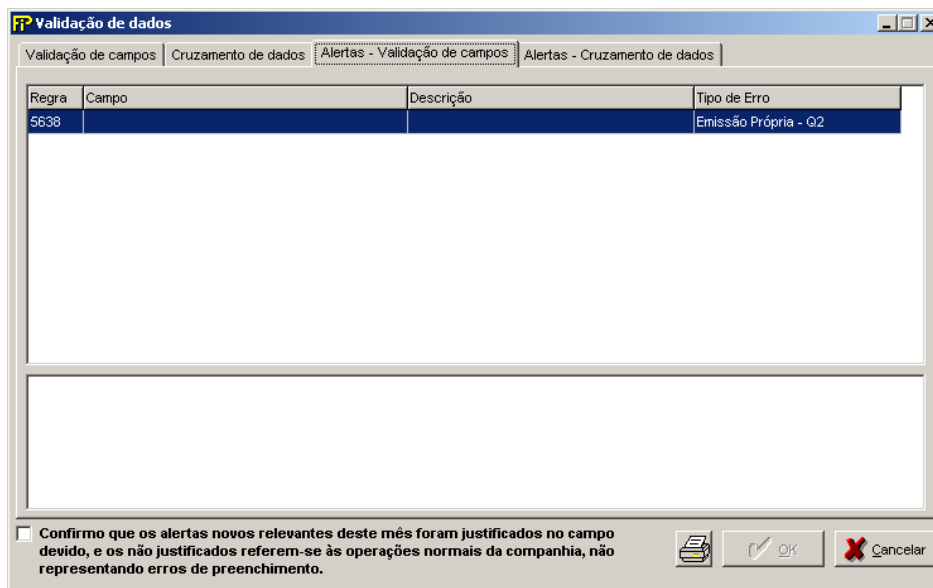 FIP Validação de dados
Validação de campos Cruzamento de dados Alertas - Validação de campos Alertas - Cruzamento de dados
Regra Campo Descrição Tipo de Erro
5638 Emissão Própria - Q2
Confirmo que os alertas novos relevantes deste mês foram justificados no campo
devido, e os não justificados referem-se às operações normais da companhia, não
representando erros de preenchimento.
OK Cancelar